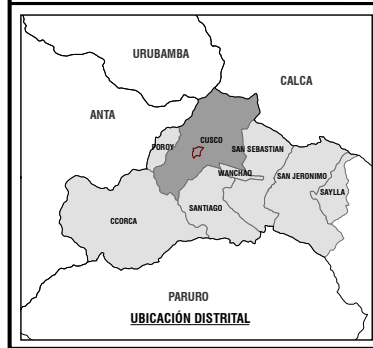 URUBAMBA
CALCA
ANTA
POROY
CUSCO
SAN SEBASTIAN
WANCHAQ
SAN JERONIMO
SAYLLA
CCORCA
SANTIAGO
PARURO
UBICACIÓN DISTRITAL